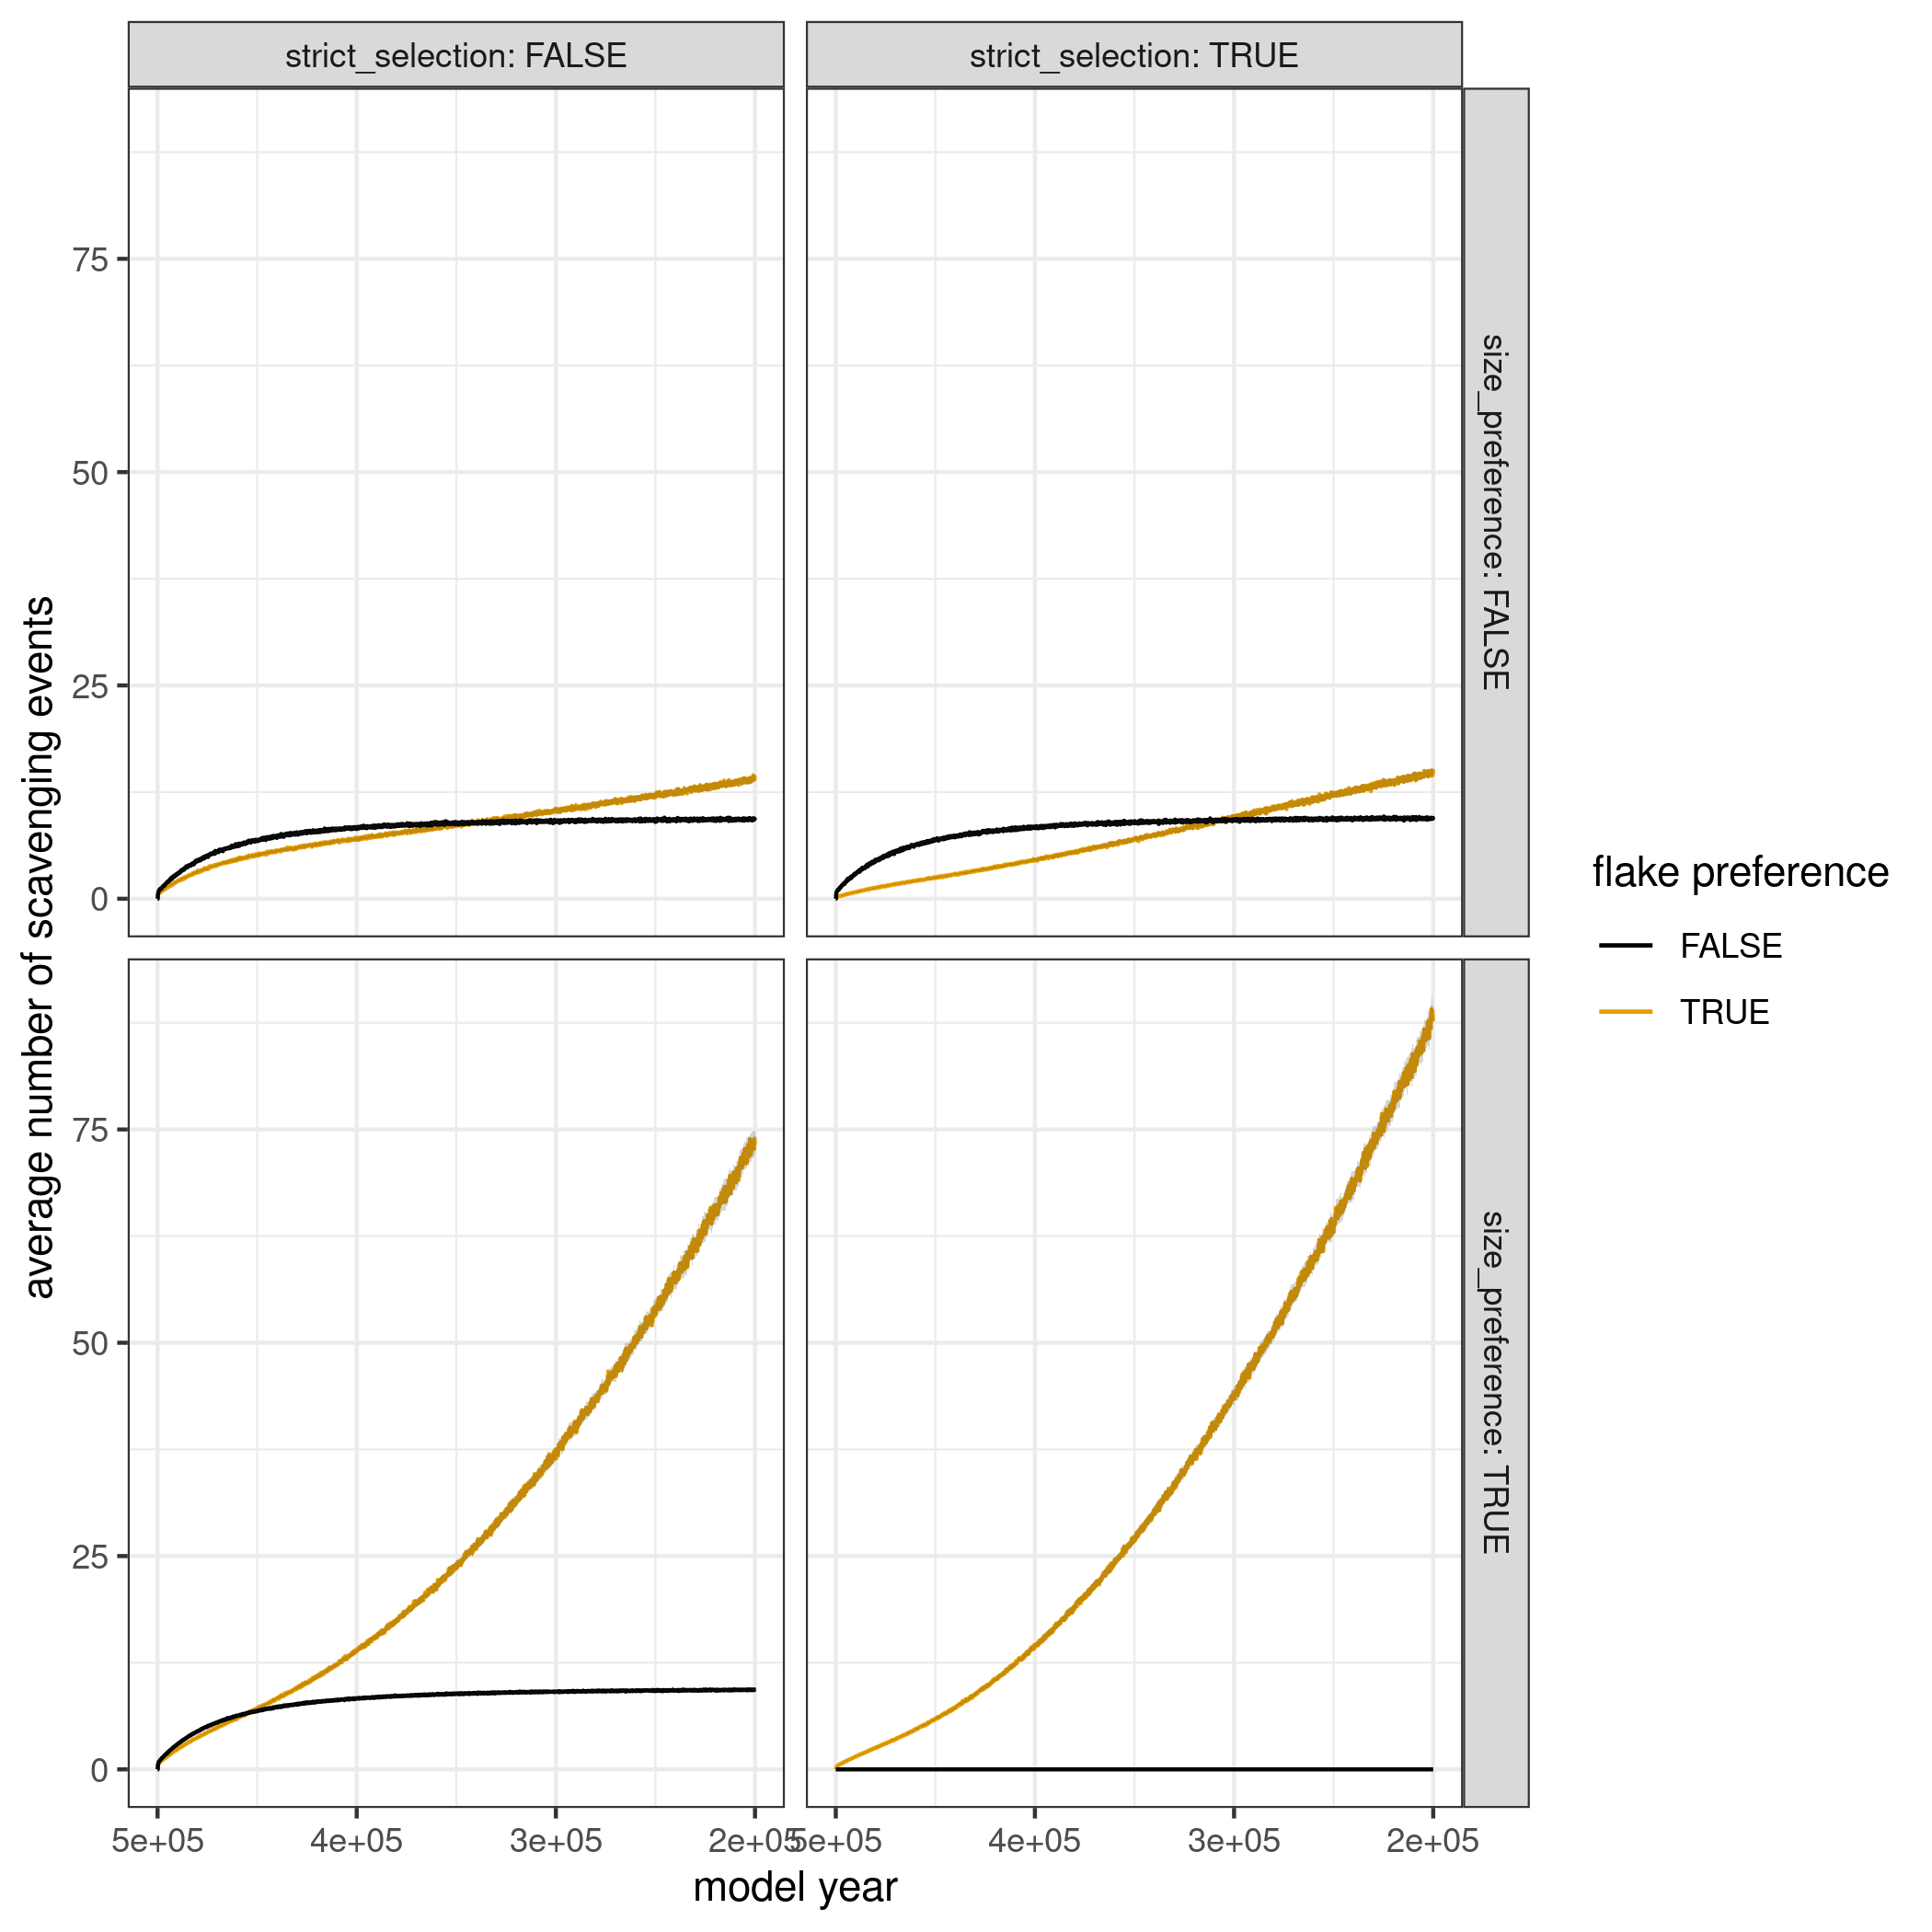 strict_selection: FALSE
strict_selection: TRUE
size_preference: FALSE
size_preference: TRUE
average number of scavenging events
75
50
25
0
75
50
25
0
5e+05
4e+05
3e+05
2e+05
5e+05
4e+05
3e+05
2e+05
model year
flake preference
FALSE
TRUE